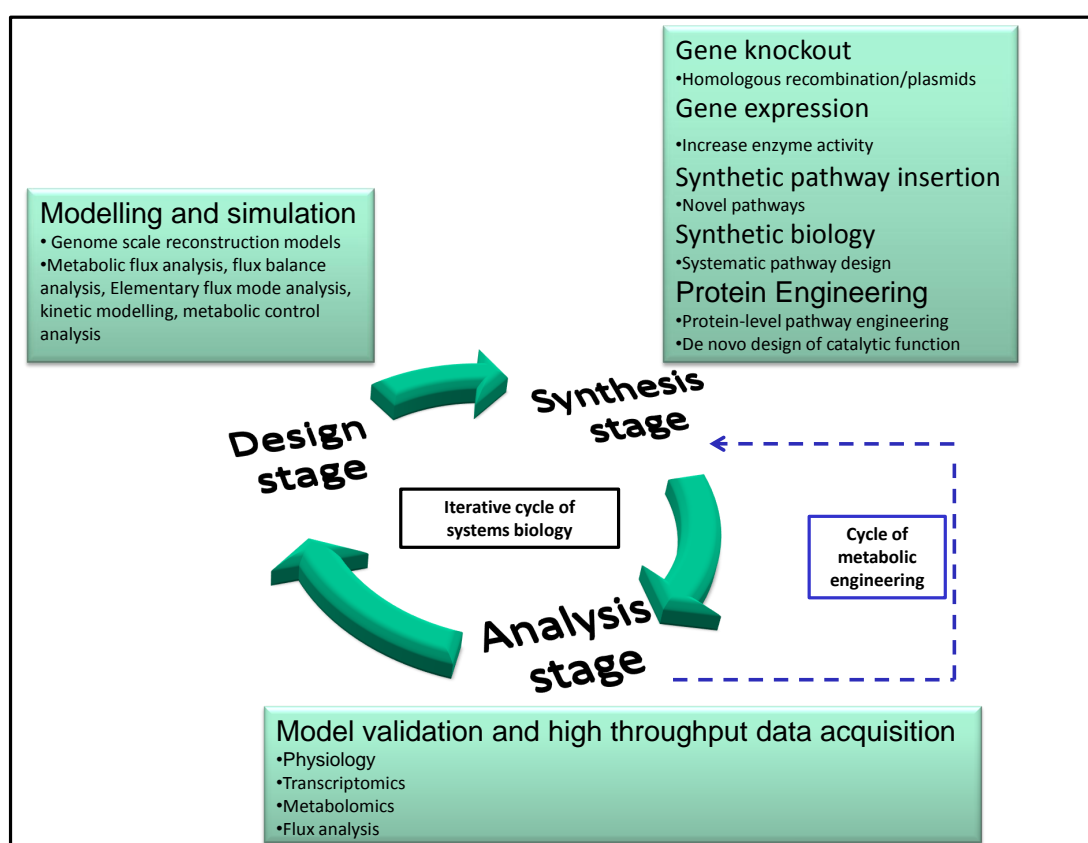 Gene knockout
•Homologous recombination/plasmids
Gene expression
•Increase enzyme activity
Synthetic pathway insertion
•Novel pathways
Synthetic biology
•Systematic pathway design
Protein Engineering
•Protein-level pathway engineering
•De novo design of catalytic function
Modelling and simulation
• Genome scale reconstruction models
•Metabolic flux analysis, flux balance
analysis, Elementary flux mode analysis,
kinetic modelling, metabolic control
analysis
Synthesis
stage
Design
stage
Iterative cycle of
systems biology
Cycle of
metabolic
engineering
Analysis
stage
Model validation and high throughput data acquisition
•Physiology
•Transcriptomics
•Metabolomics
•Flux analysis